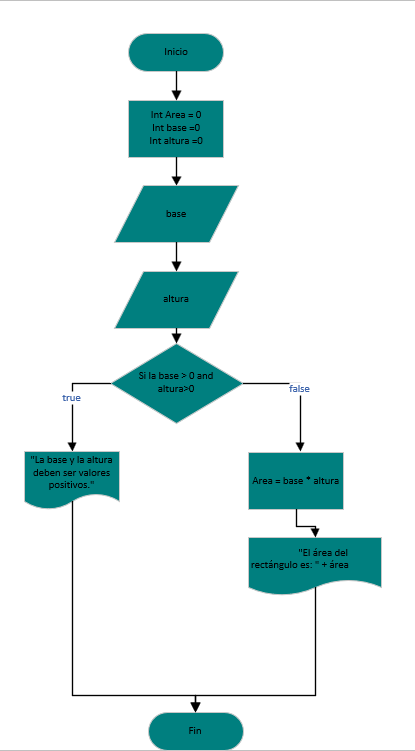 Inicio
Int Area = 0
Int base =0
Int altura =0
base
altura
Si la base > 0 and
altura>0
true
false
"La base y la altura
deben ser valores
positivos."
Area = base * altura
"El área del
rectángulo es: " + área
Fin